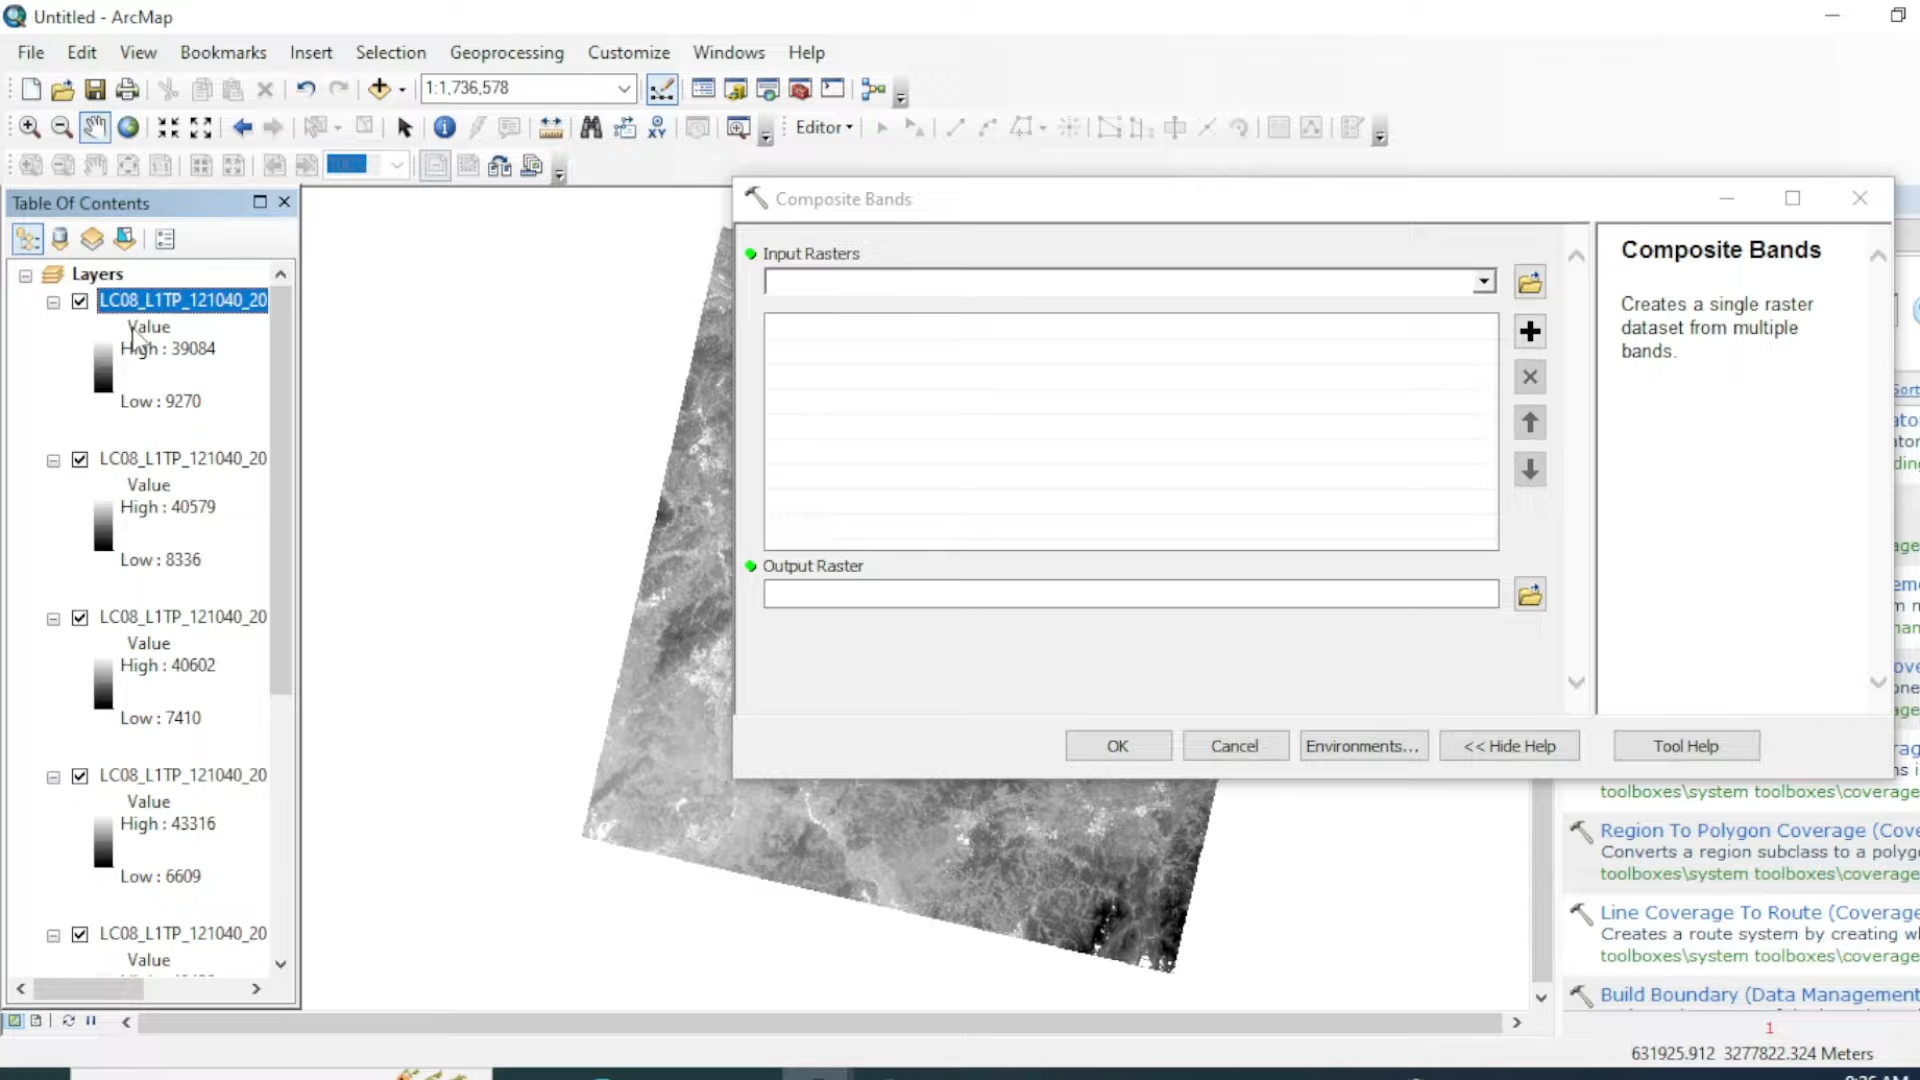 Untitled - ArcMap
File Edit View Bookmarks Insert Selection Geoprocessing Customize Windows Help
1:1,736,578
Editor
100%
Table Of Contents
Layers
LC08_L1TP_121040_20
Value
High : 39084
Low : 9270
LC08_L1TP_121040_20
Value
High : 40579
Low : 8336
LC08_L1TP_121040_20
Value
High : 40602
Low : 7410
LC08_L1TP_121040_20
Value
High : 43316
Low : 6609
LC08_L1TP_121040_20
Value
Composite Bands
Input Rasters
Output Raster
OK Cancel Environments... << Hide Help Tool Help
Composite Bands
Creates a single raster
dataset from multiple
bands.
toolboxes\system toolboxes\coverage
Region To Polygon Coverage (Cove
Converts a region subclass to a polyg
toolboxes\system toolboxes\coverage
Line Coverage To Route (Coverage
Creates a route system by creating wh
toolboxes\system toolboxes\coverage
Build Boundary (Data Management
1
631925.912 3277822.324 Meters